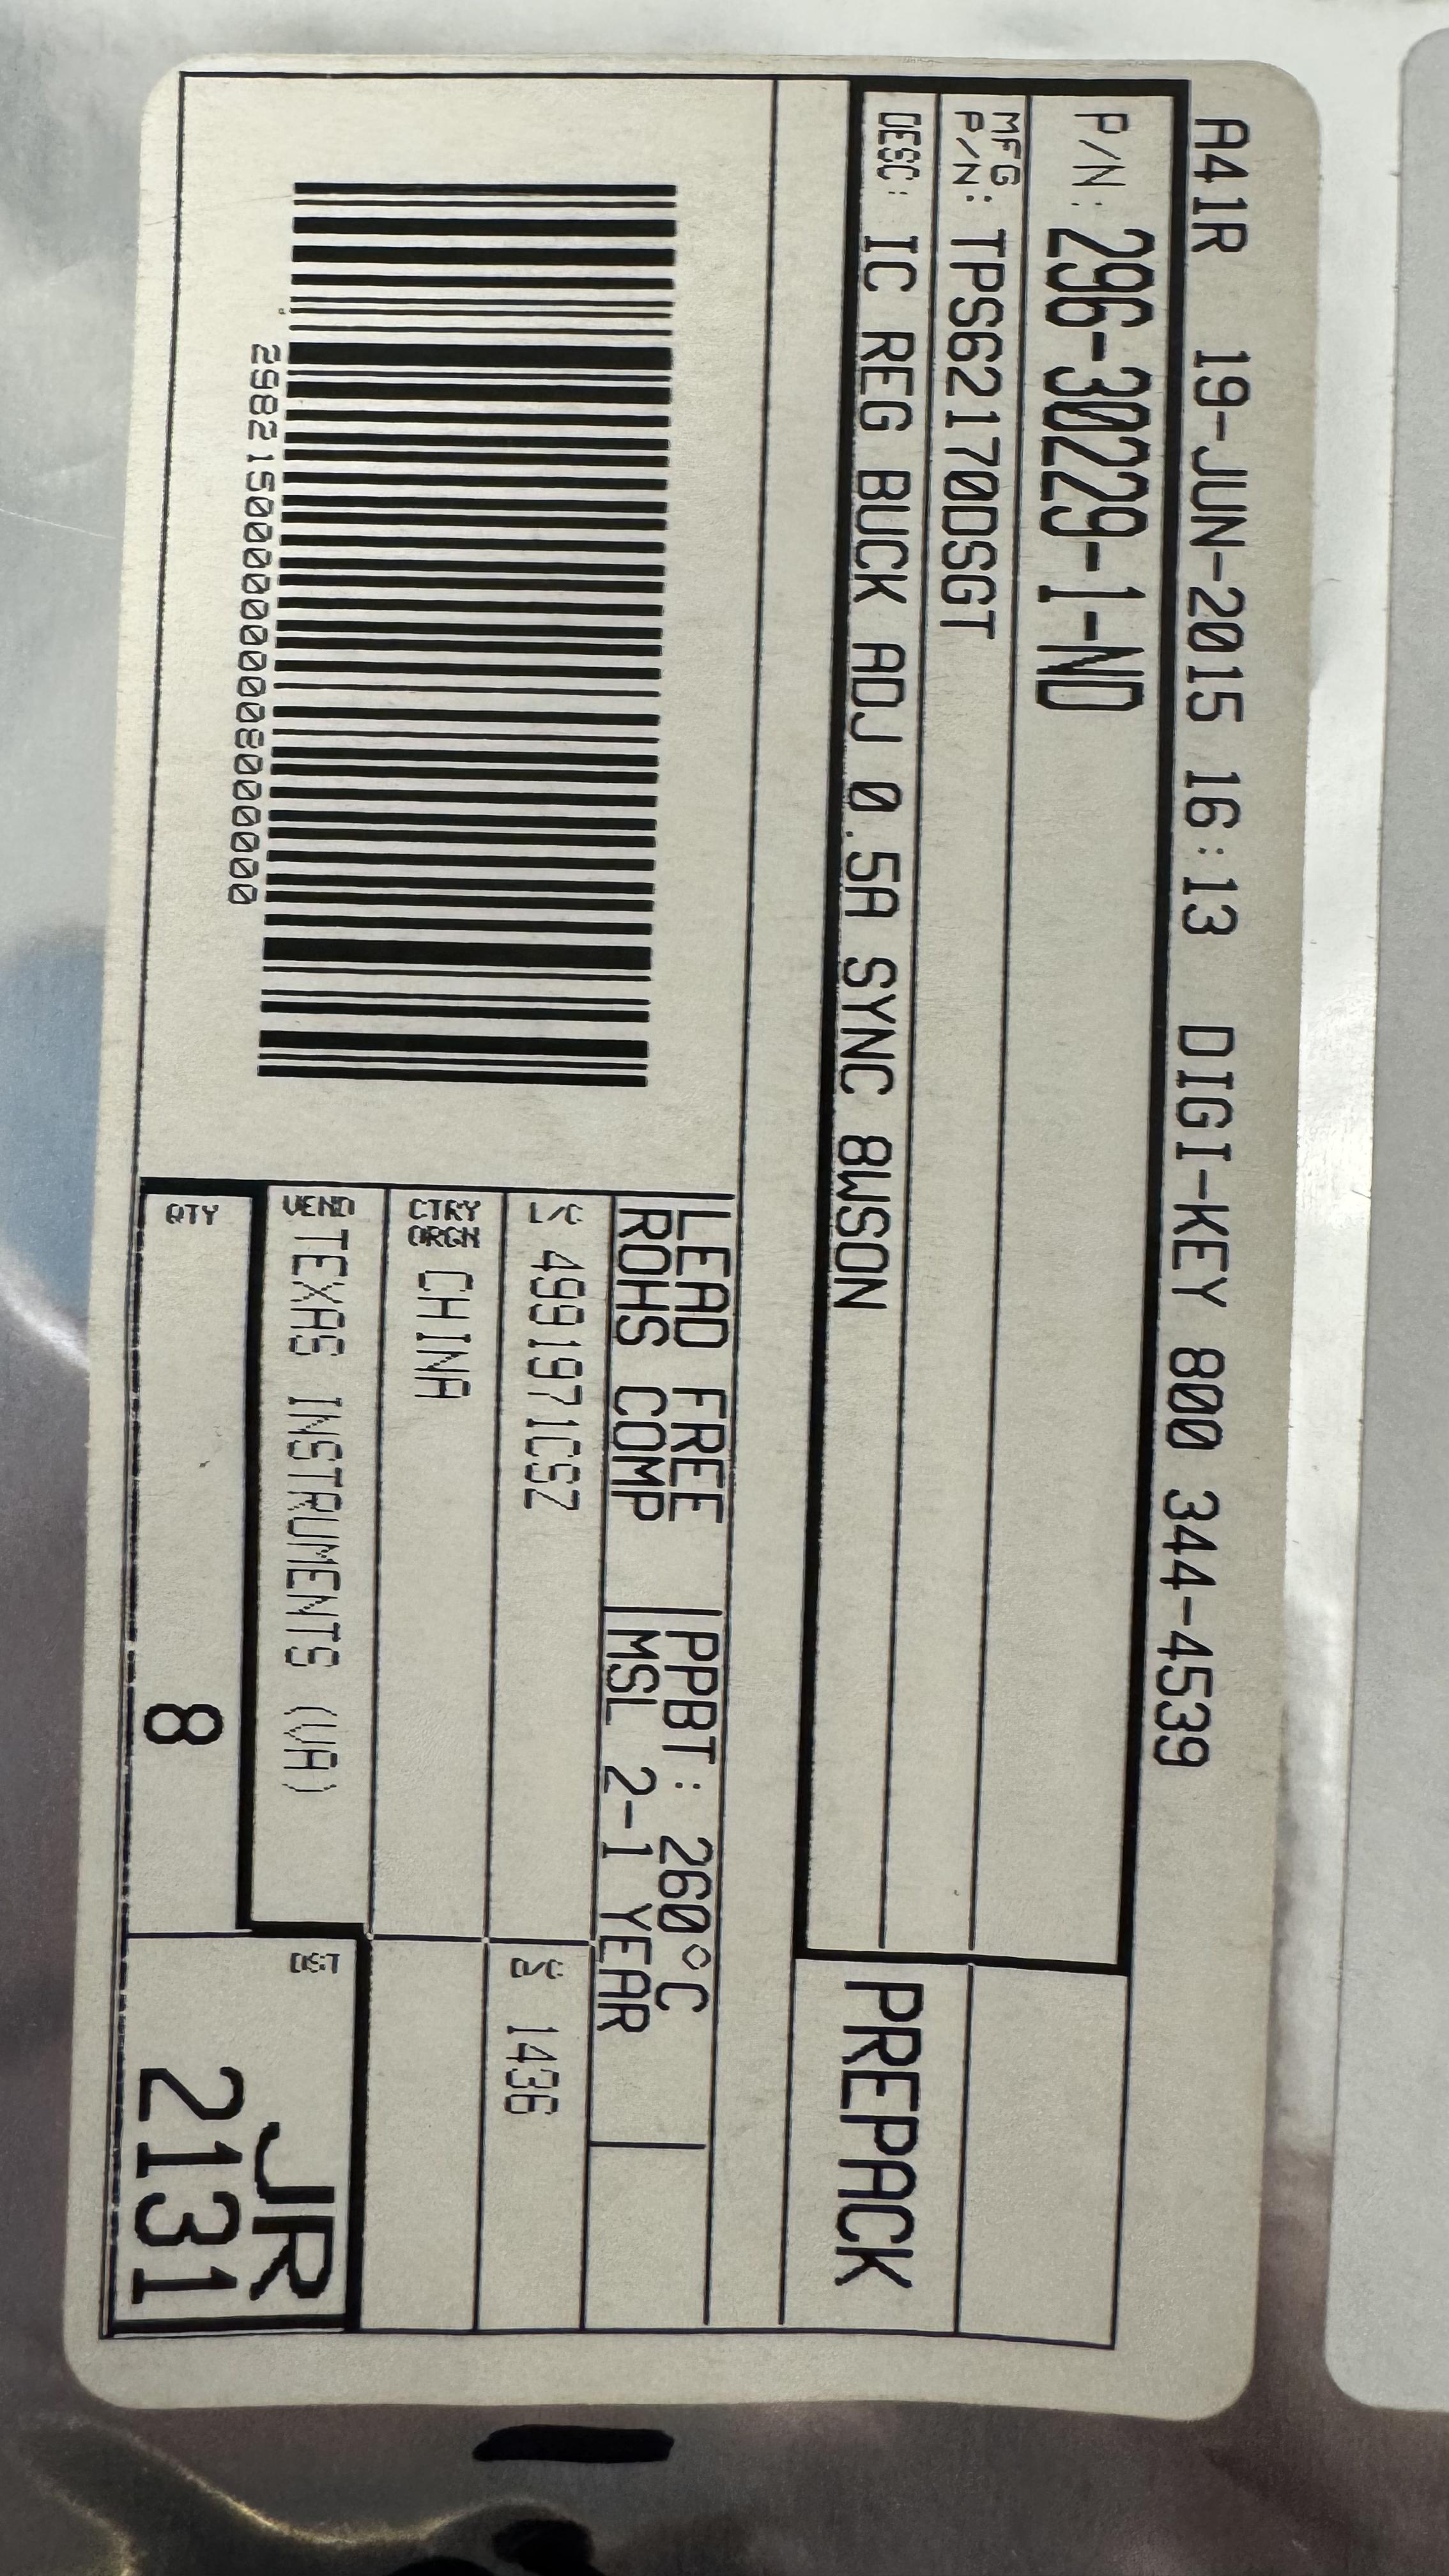 A41R 19-JUN-2015 16:13 DIGI-KEY 800 344-4539
P/N: 296-30229-1-ND
MFG P/N: TPS62170DSGT
DESC: IC REG BUCK ADJ 0.5A SYNC 8WSON
PREPACK
LEAD FREE
ROHS COMP
PPBT: 260°C
MSL 2-1 YEAR
L/C 4991971CSZ
D/C 1436
CTRY ORGN CHINA
VEND TEXAS INSTRUMENTS (VA)
QTY 8
DST JR 2131